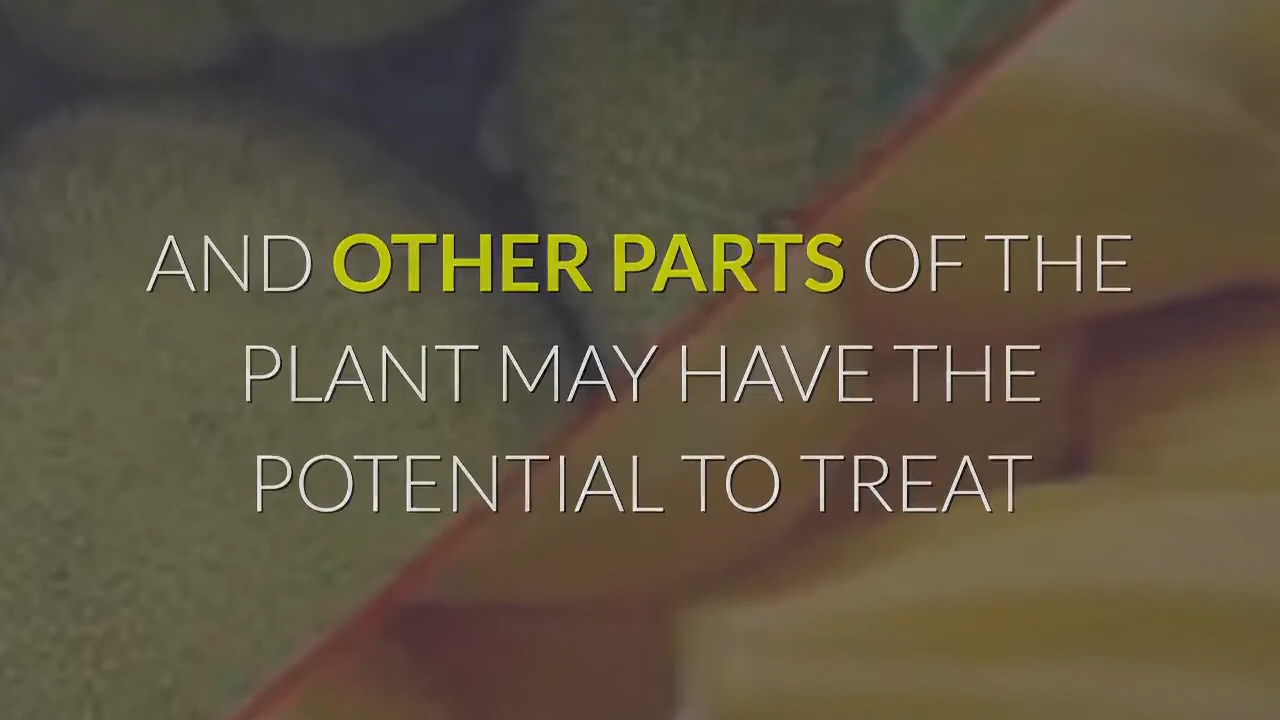 AND OTHER PARTS OF THE
PLANT MAY HAVE THE
POTENTIAL TO TREAT